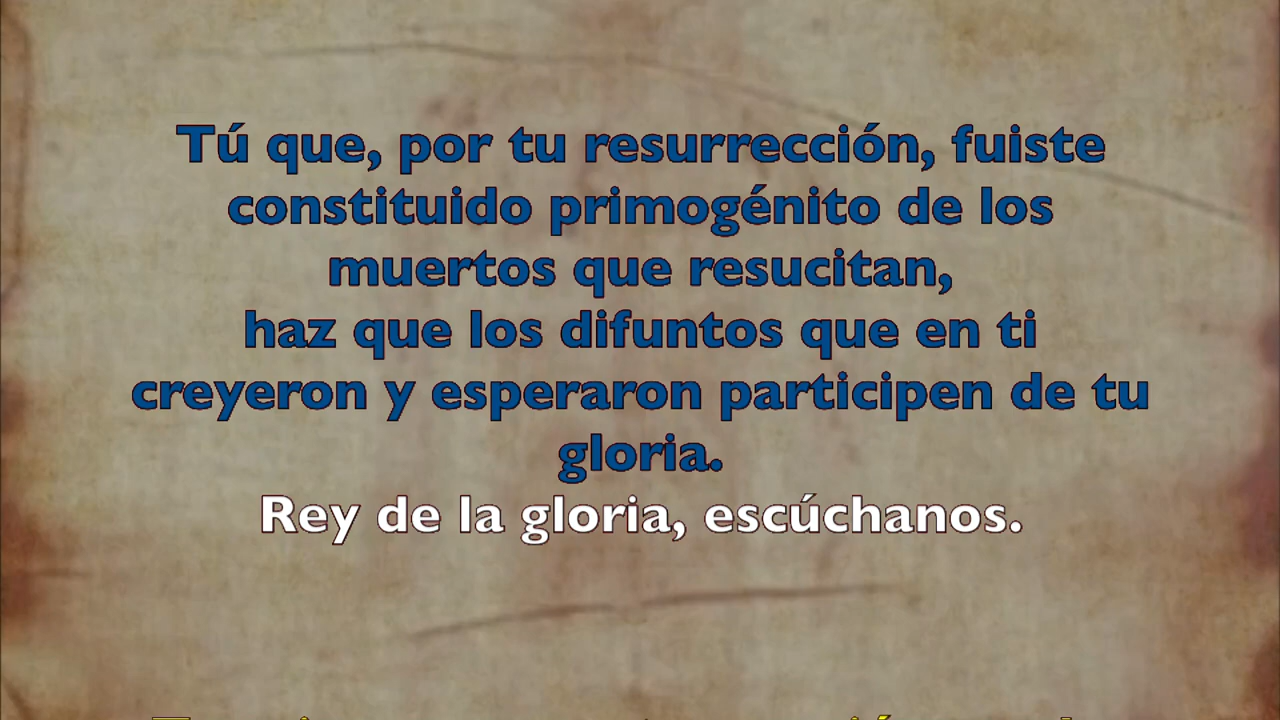 Tú que, por tu resurrección, fuiste
constituido primogénito de los
muertos que resucitan,
haz que los difuntos que en ti
creyeron y esperaron participen de tu
gloria.
Rey de la gloria, escúchanos.